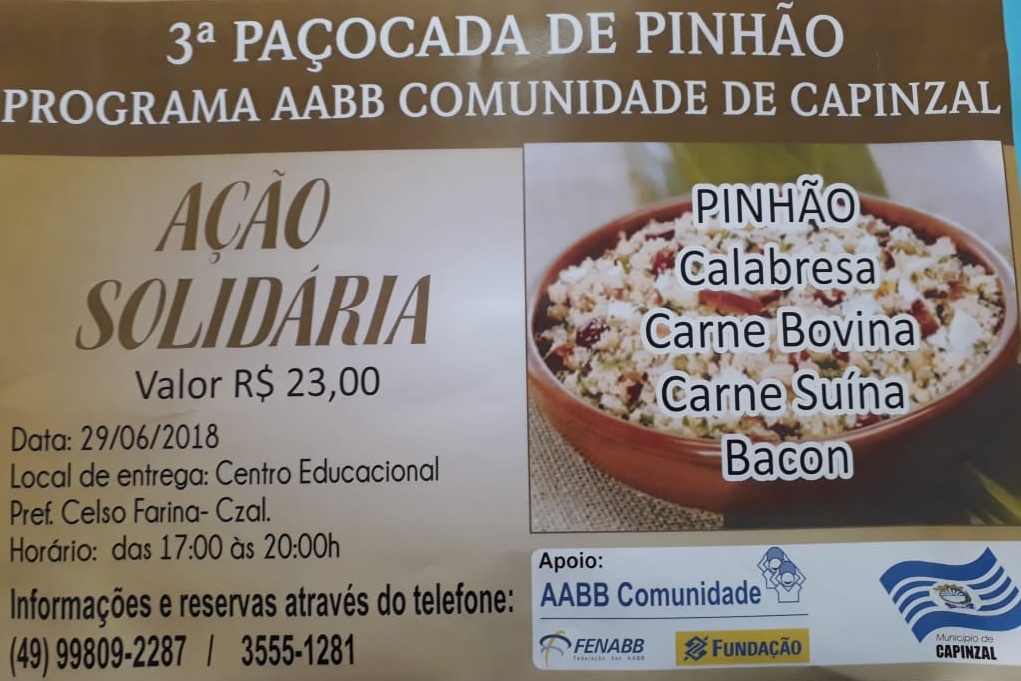 3ª PAÇOCADA DE PINHÃO
PROGRAMA AABB COMUNIDADE DE CAPINZAL
AÇÃO
SOLIDÁRIA
Valor R$ 23,00
Data: 29/06/2018
Local de entrega: Centro Educacional
Pref. Celso Farina- Czal.
Horário: das 17:00 às 20:00h
Informações e reservas através do telefone:
(49) 99809-2287 / 3555-1281
PINHÃO
Calabresa
Carne Bovina
Carne Suína
Bacon
Apoio:
AABB Comunidade
FENABB
Federação das AABB
FUNDAÇÃO
Município de
CAPINZAL